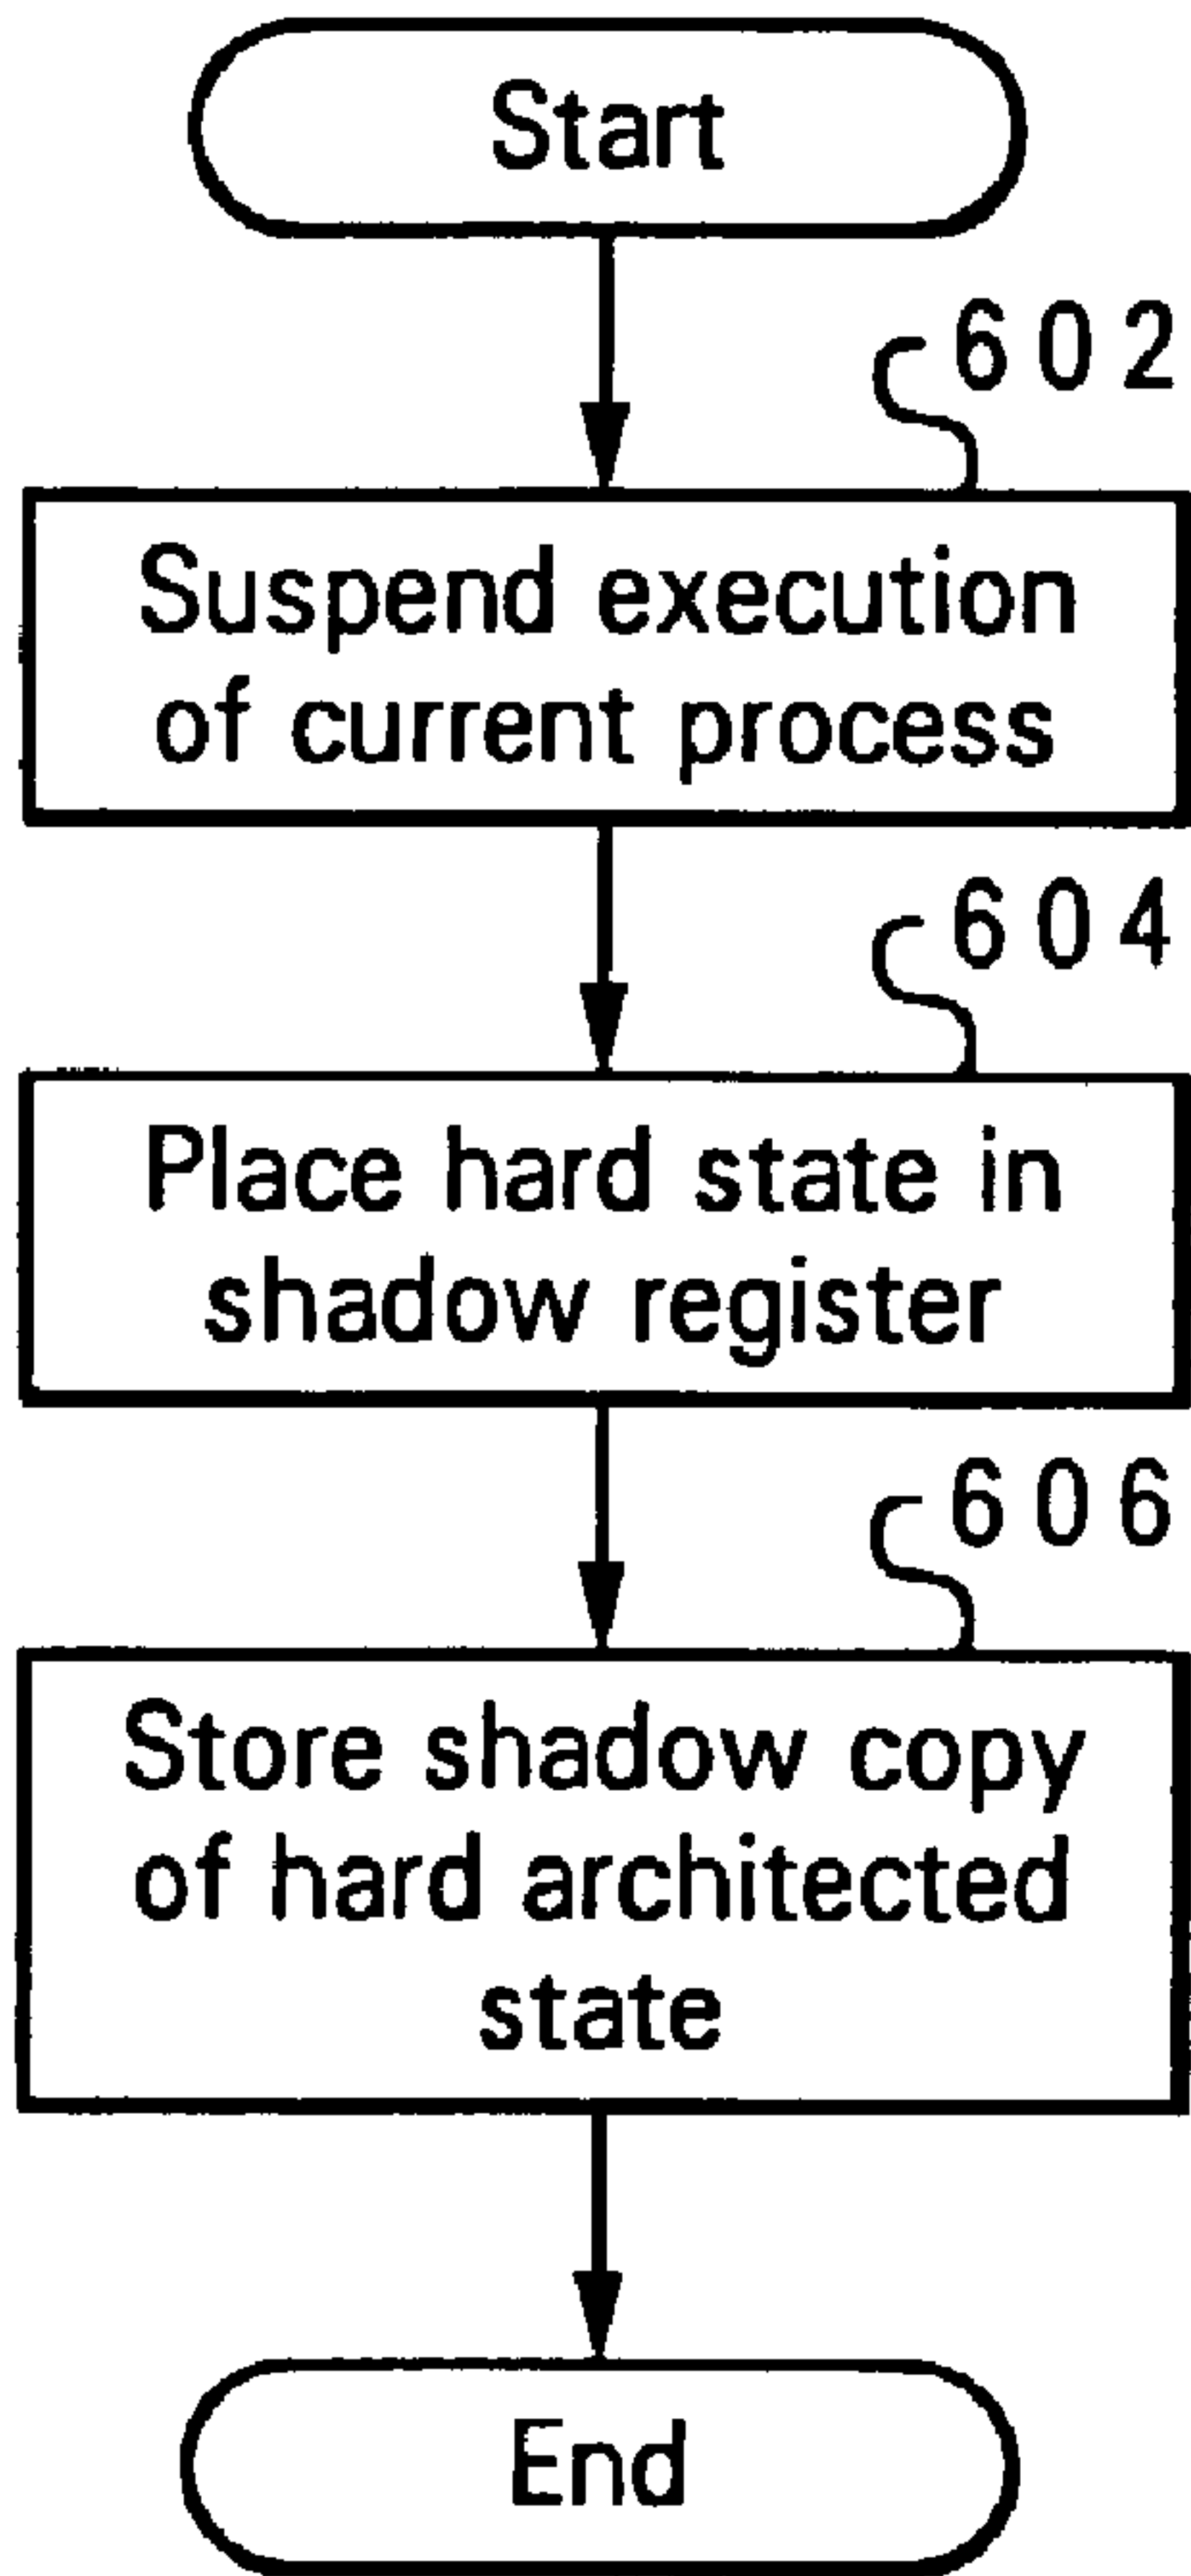 Start
602
Suspend execution
of current process
604
Place hard state in
shadow register
606
Store shadow copy
of hard architected
state
End